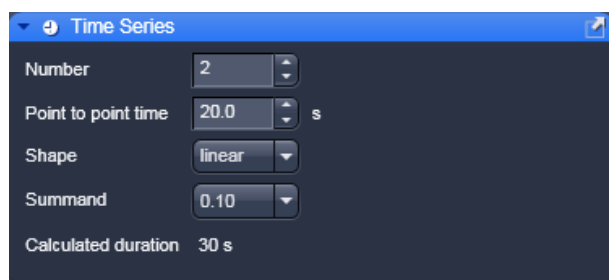 Time Series
Number 2
Point to point time 20.0 s
Shape linear
Summand 0.10
Calculated duration 30 s